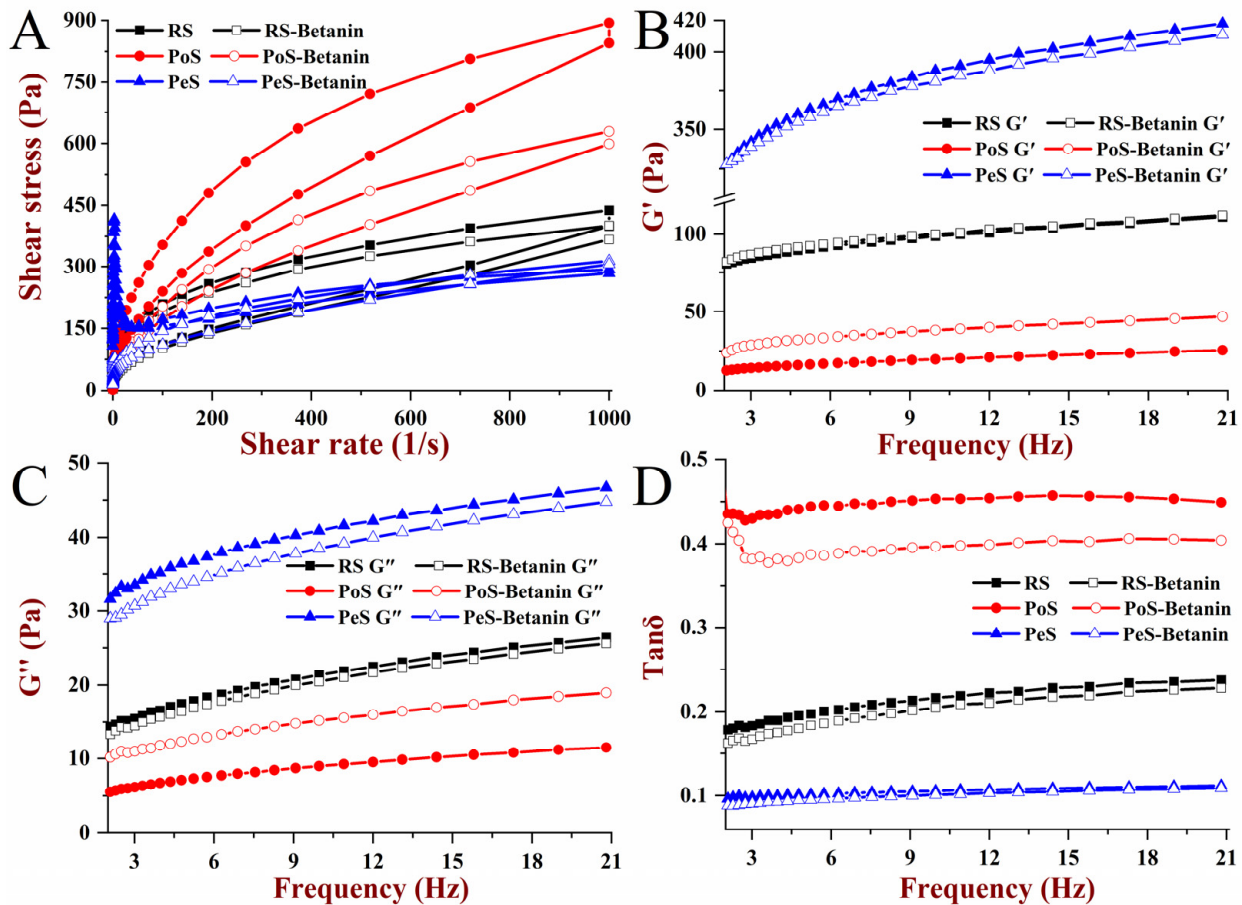 A
Shear stress (Pa)
900
750
600
450
300
150
0
RS RS-Betanin
PoS PoS-Betanin
PeS PeS-Betanin
0 200 400 600 800 1000
Shear rate (1/s)
B
G' (Pa)
420
400
350
100
50
0
RS G′ RS-Betanin G′
PoS G′ PoS-Betanin G′
PeS G′ PeS-Betanin G′
3 6 9 12 15 18 21
Frequency (Hz)
C
G'' (Pa)
50
40
30
20
10
0
RS G″ RS-Betanin G″
PoS G″ PoS-Betanin G″
PeS G″ PeS-Betanin G″
3 6 9 12 15 18 21
Frequency (Hz)
D
Tanδ
0.5
0.4
0.3
0.2
0.1
RS RS-Betanin
PoS PoS-Betanin
PeS PeS-Betanin
3 6 9 12 15 18 21
Frequency (Hz)